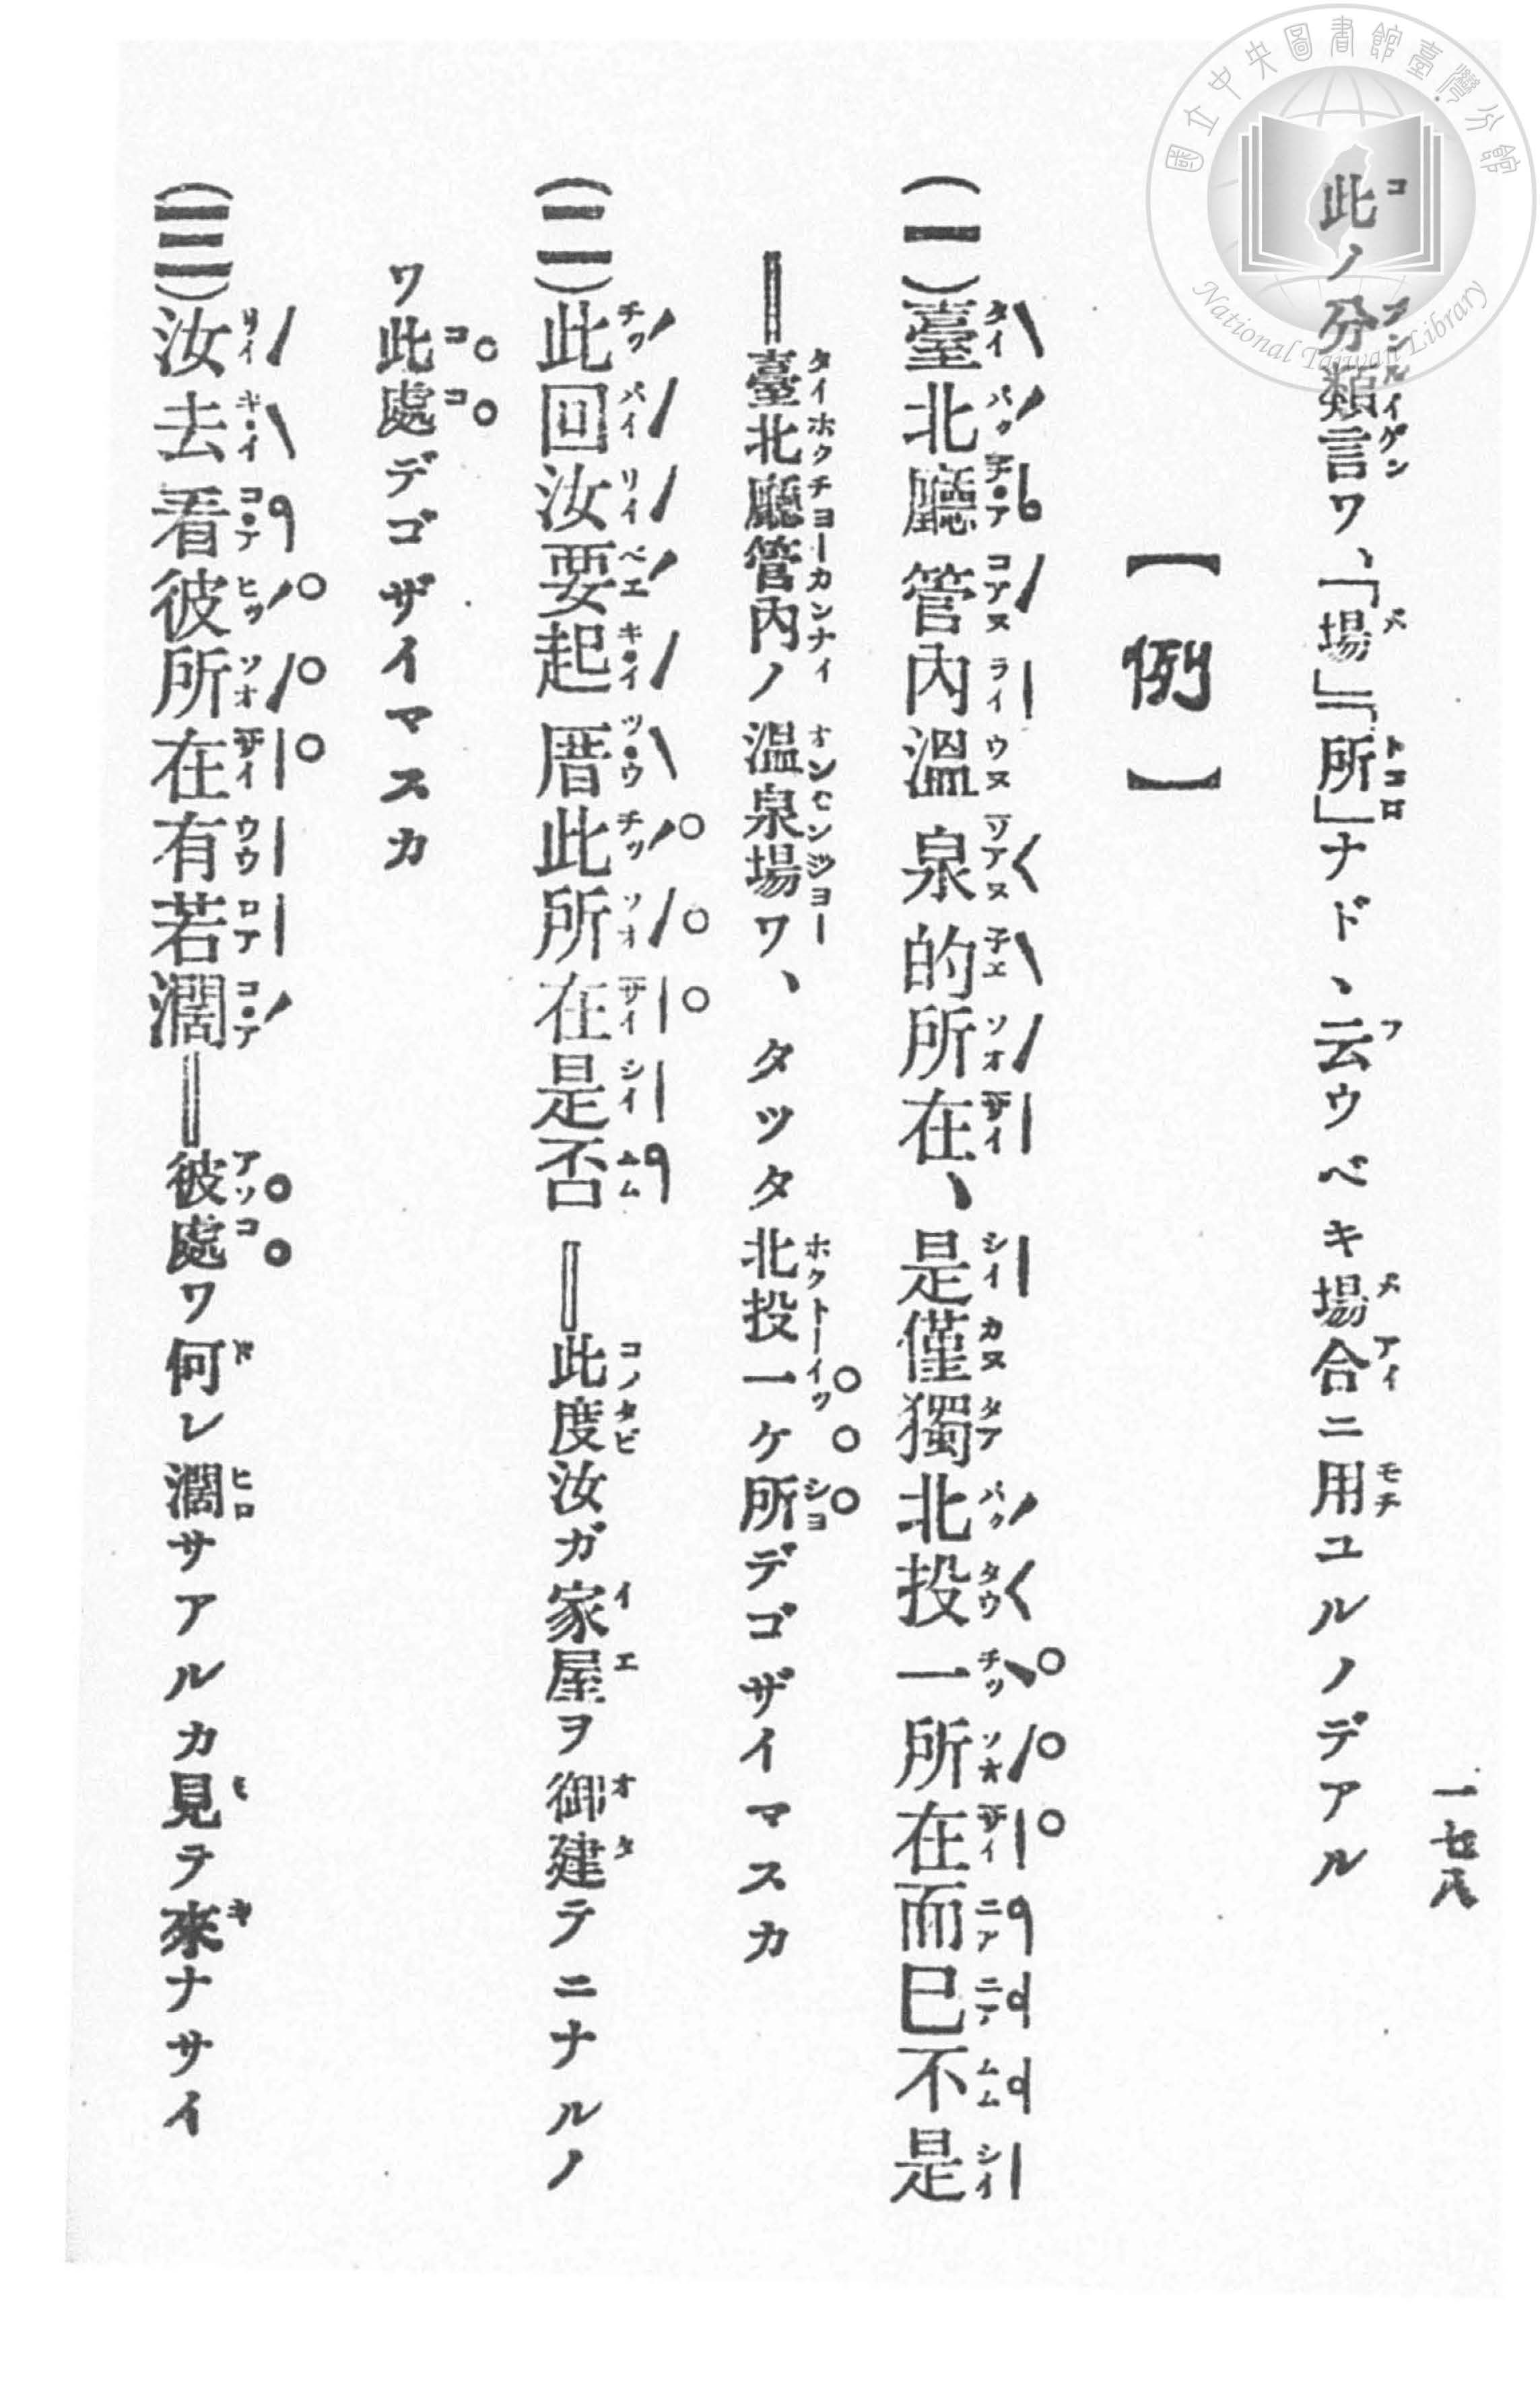 一七八
此ノ分類言ワ、「場」「所」ナド、云ウベキ場合ニ用ユルノデアル
【例】
(一)臺北廳管內溫泉的所在、是僅獨北投一所在而已不是
＝臺北廳管內ノ溫泉場ワ、タッタ北投一ケ所デゴザイマスカ
(二)此回汝要起厝此所在是否＝此度汝ガ家屋ヲ御建テニナルノ
ワ此處デゴザイマスカ
(三)汝去看彼所在有若濶＝彼處ワ何レ濶サアルカ見テ來ナサイ
國立中央圖書館臺灣分館
National Taiwan Library